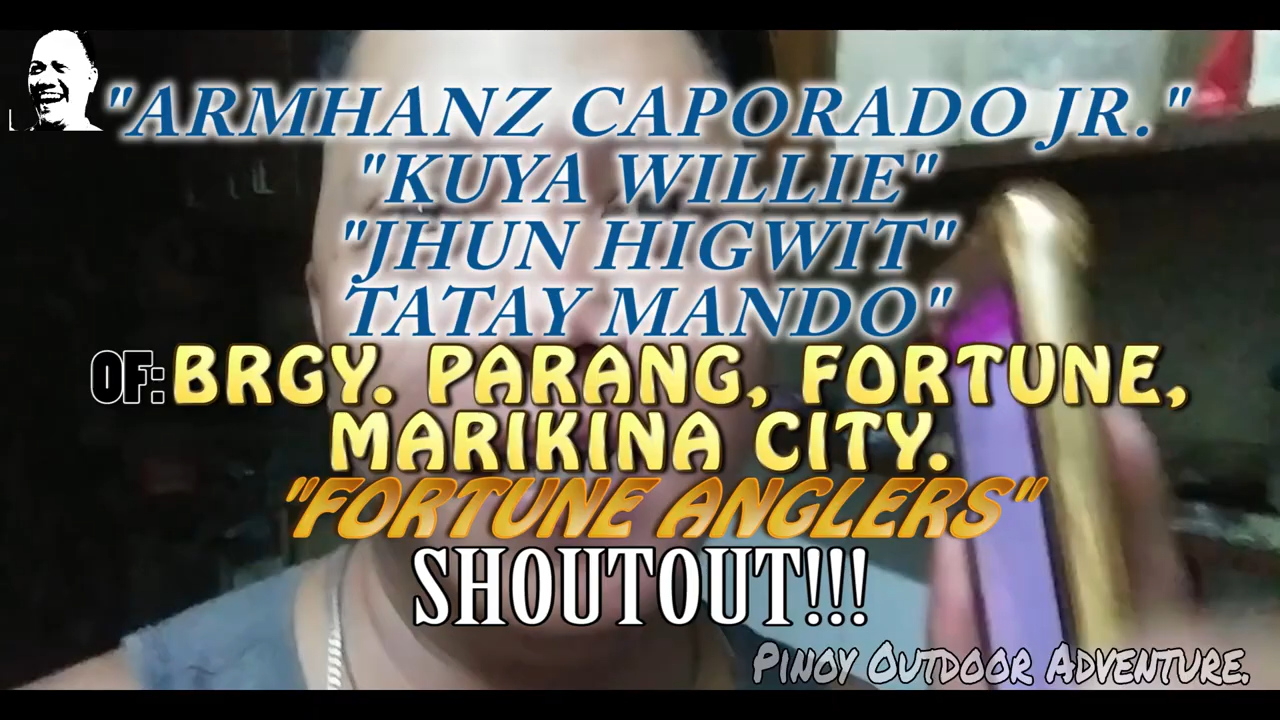 "ARMHANZ CAPORADO JR."
"KUYA WILLIE"
"JHUN HIGWIT"
TATAY MANDO"
OF: BRGY. PARANG, FORTUNE,
MARIKINA CITY.
"FORTUNE ANGLERS"
SHOUTOUT!!!
PINOY OUTDOOR ADVENTURE.